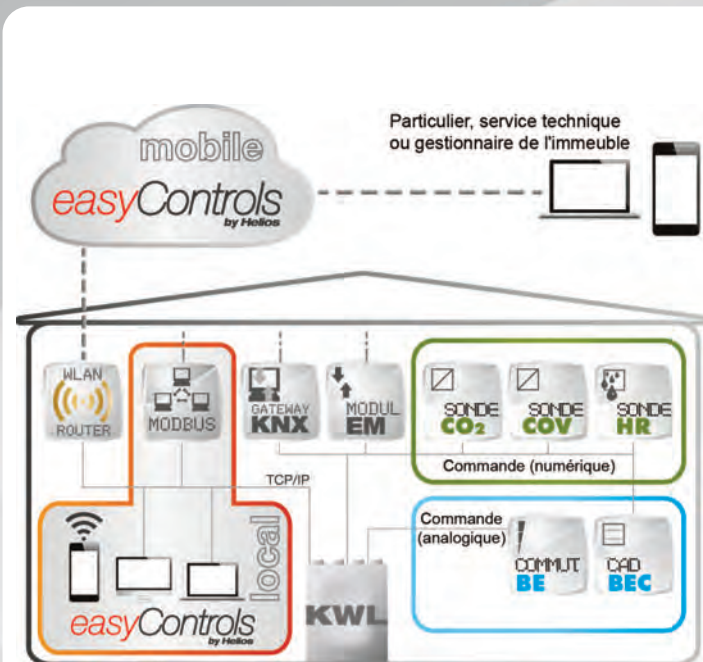 Particulier, service technique
ou gestionnaire de l'immeuble
mobile
easyControls
by Helios
WLAN
ROUTER
MODBUS
GATEWAY
KNX
MODUL
EM
SONDE
CO2
SONDE
COV
SONDE
HR
Commande (numérique)
TCP/IP
local
easyControls
by Helios
KWL
Commande
(analogique)
COMMUT
BE
CAD
BEC